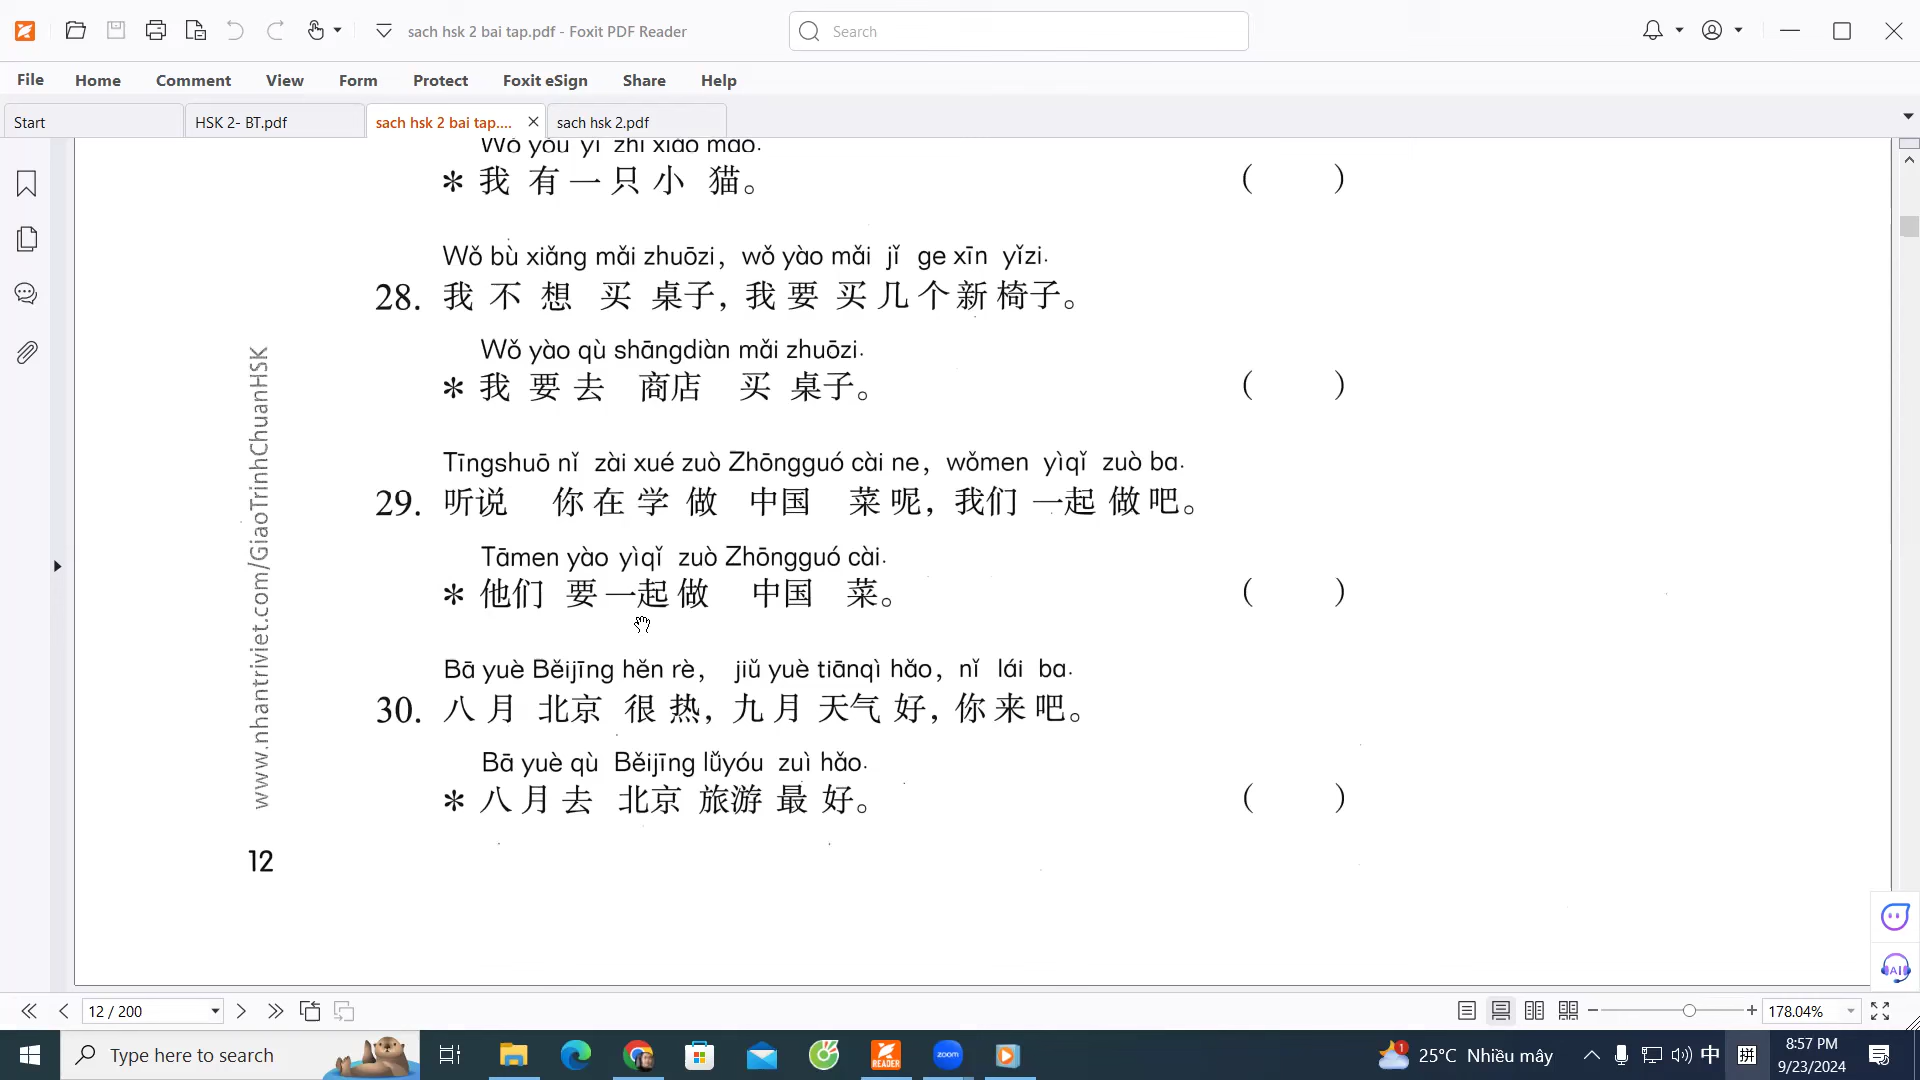 sach hsk 2 bai tap.pdf - Foxit PDF Reader
Search
File Home Comment View Form Protect Foxit eSign Share Help
Start HSK 2- BT.pdf sach hsk 2 bai tap.... sach hsk 2.pdf
Wǒ yǒu yì zhī xiǎo māo.
* 我有一只小猫。 ( )
Wǒ bù xiǎng mǎi zhuōzi, wǒ yào mǎi jǐ ge xīn yǐzi.
28. 我不想买桌子,我要买几个新椅子。
Wǒ yào qù shāngdiàn mǎi zhuōzi.
* 我要去商店买桌子。 ( )
Tīngshuō nǐ zài xué zuò Zhōngguó cài ne, wǒmen yìqǐ zuò ba.
29. 听说你在学做中国菜呢,我们一起做吧。
Tāmen yào yìqǐ zuò Zhōngguó cài.
* 他们要一起做中国菜。 ( )
Bā yuè Běijīng hěn rè, jiǔ yuè tiānqì hǎo, nǐ lái ba.
30. 八月北京很热,九月天气好,你来吧。
Bā yuè qù Běijīng lǚyóu zuì hǎo.
* 八月去北京旅游最好。 ( )
www.nhantriviet.com/GiaoTrinhChuanHSK
12
AI
12 / 200
178.04%
Type here to search
READER
zoom
1
25°C Nhiều mây
中
拼
8:57 PM
9/23/2024